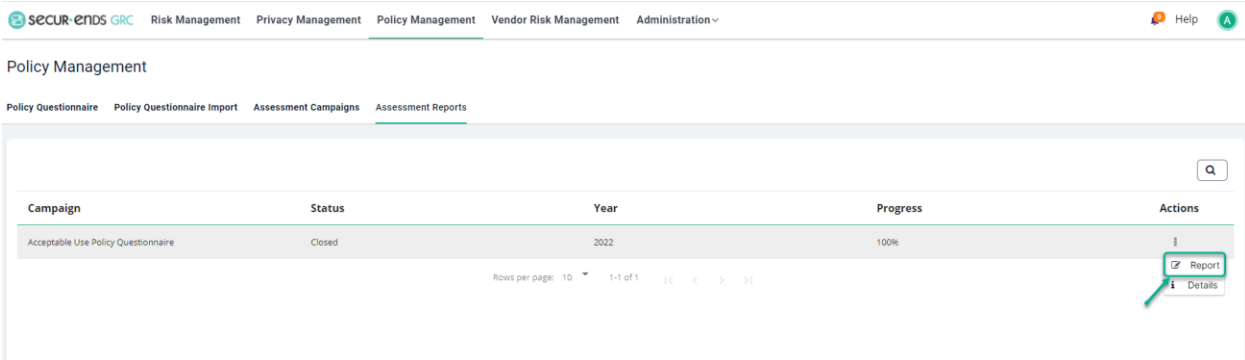 SECUR-ENDS GRC Risk Management Privacy Management Policy Management Vendor Risk Management Administration Help A
Policy Management
Policy Questionnaire Policy Questionnaire Import Assessment Campaigns Assessment Reports
Campaign Status Year Progress Actions
Acceptable Use Policy Questionnaire Closed 2022 100%
Report
Rows per page: 10 1-1 of 1
Details